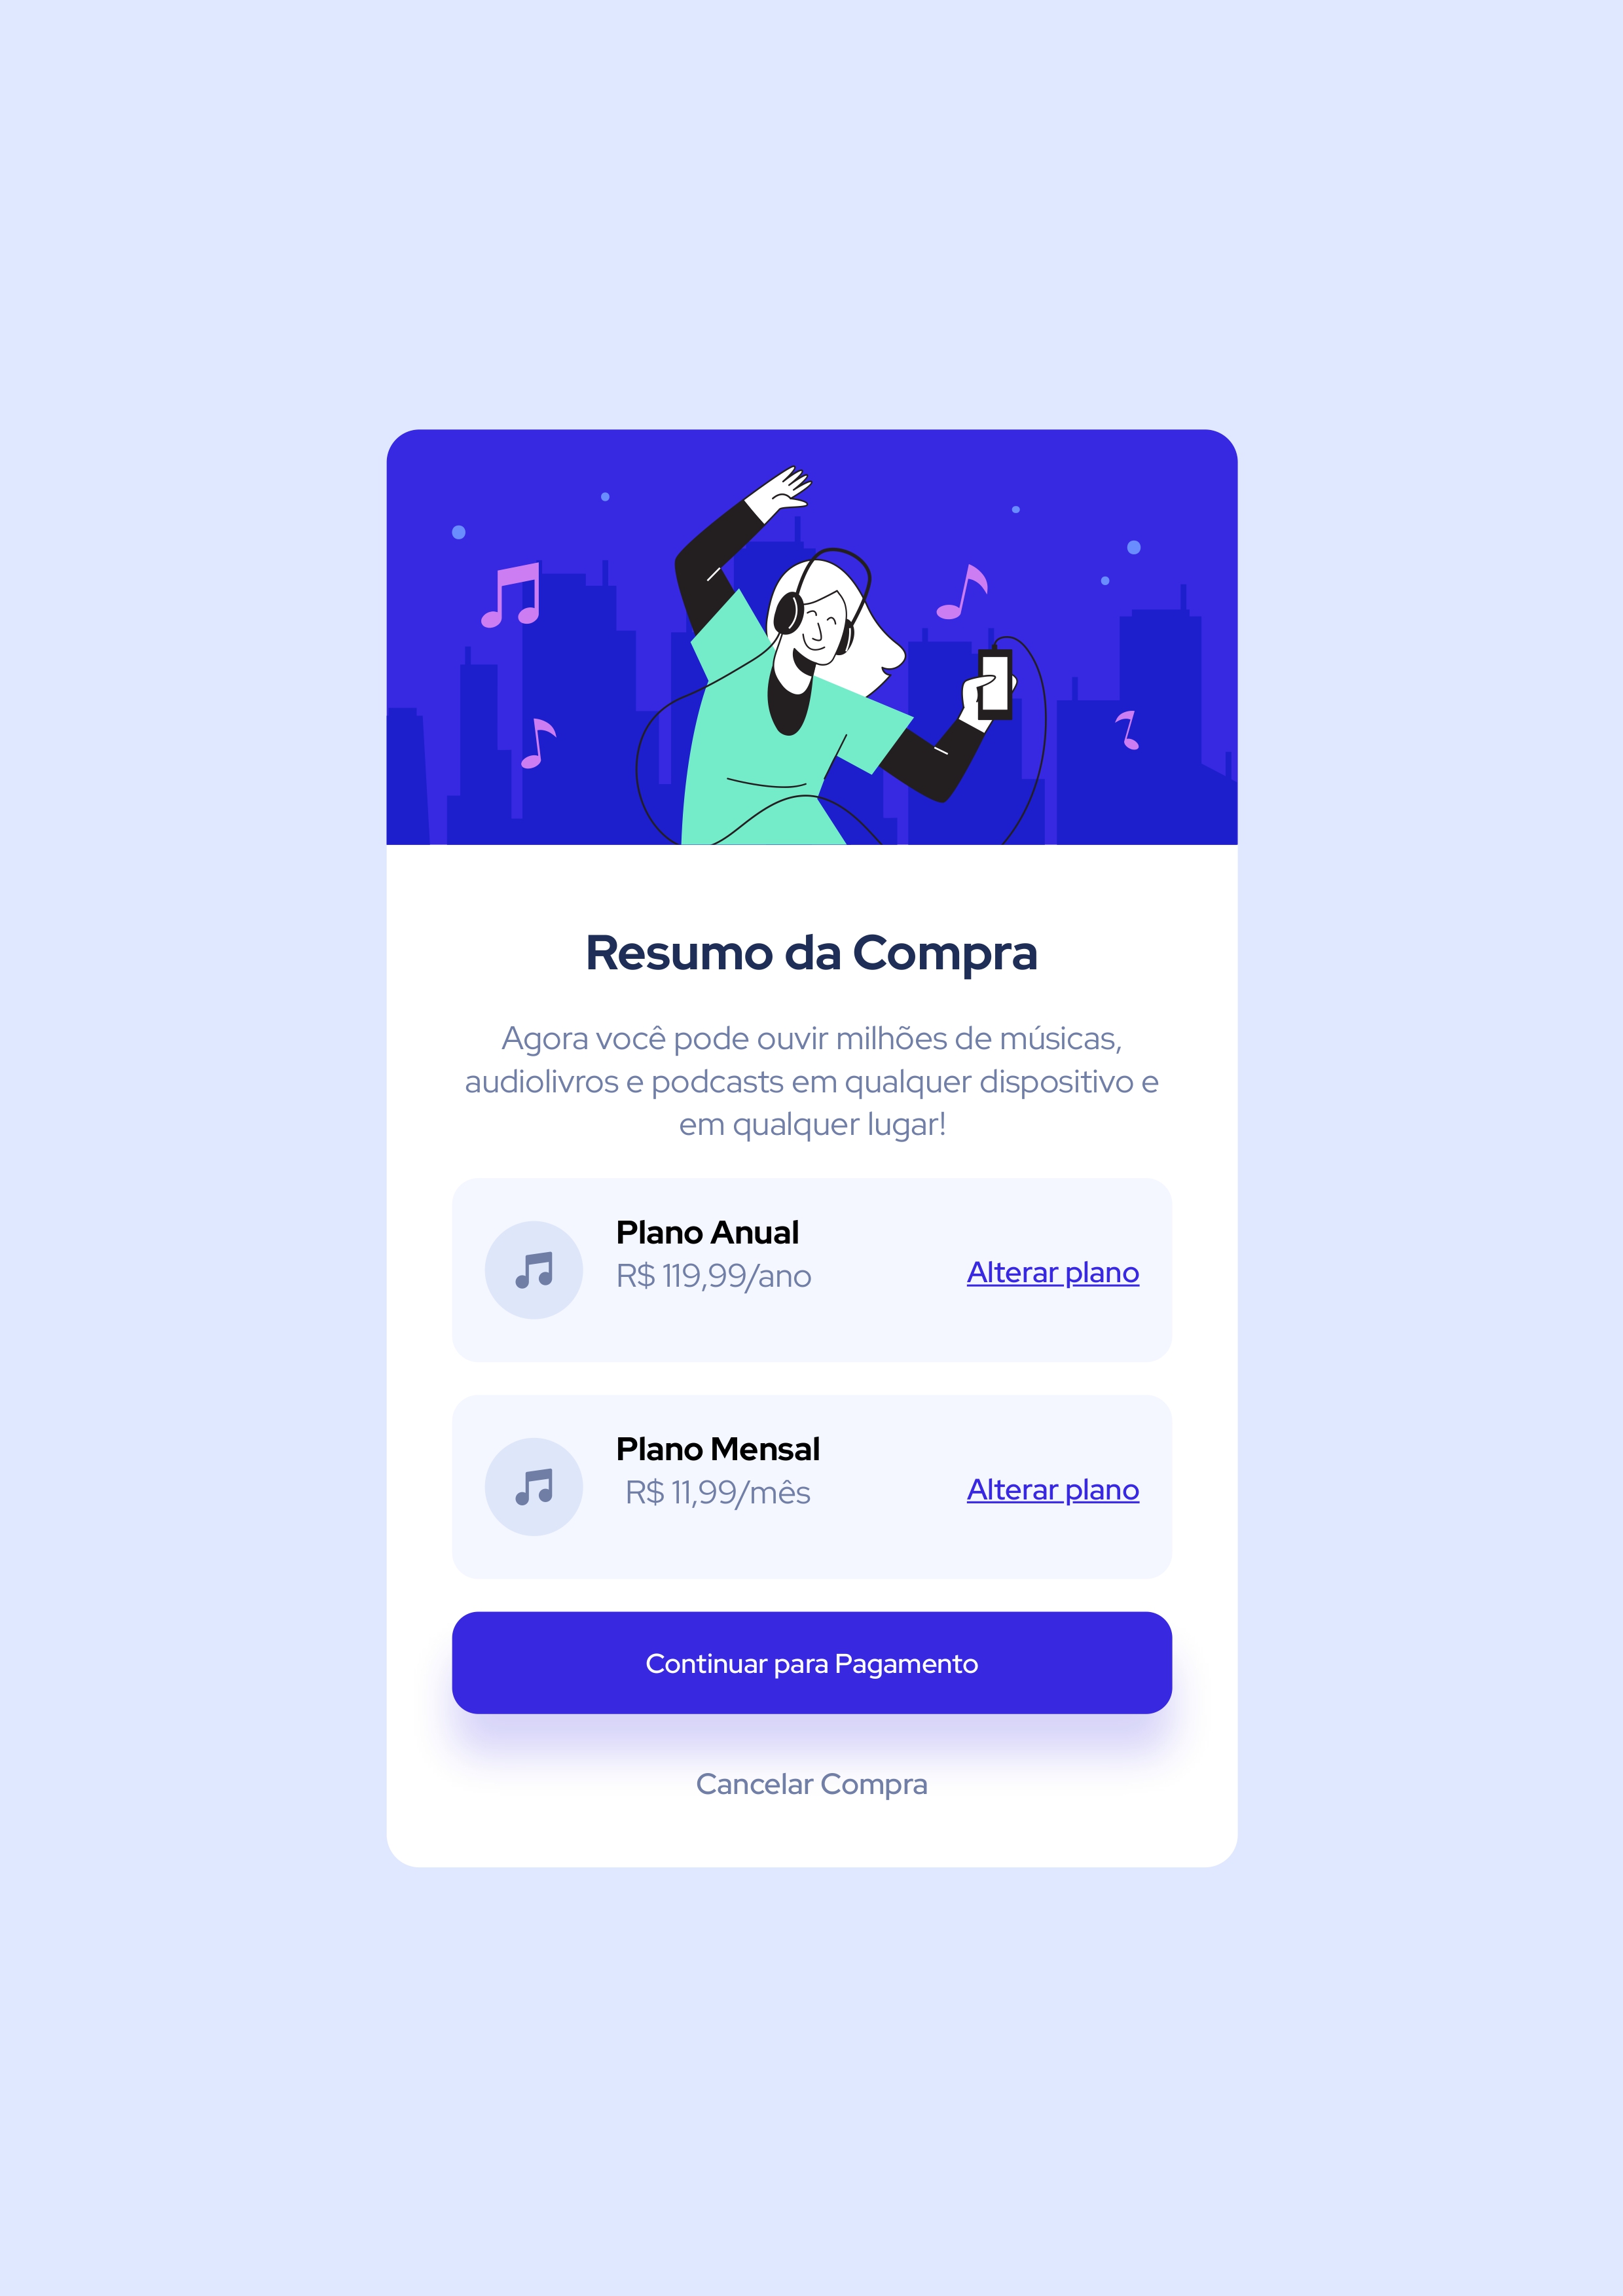 Resumo da Compra
Agora você pode ouvir milhões de músicas,
audiolivros e podcasts em qualquer dispositivo e
em qualquer lugar!
Plano Anual
R$ 119,99/ano
Alterar plano
Plano Mensal
R$ 11,99/mês
Alterar plano
Continuar para Pagamento
Cancelar Compra